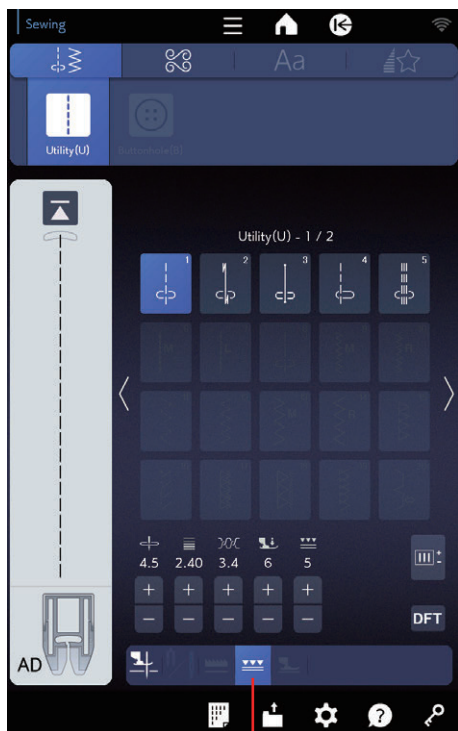 Sewing
Aa
Utility(U)
Buttonhole(B)
Utility(U) - 1 / 2
1 2 3 4 5
4.5 2.40 3.4 6 5
+ + + + +
− − − − −
DFT
AD
?